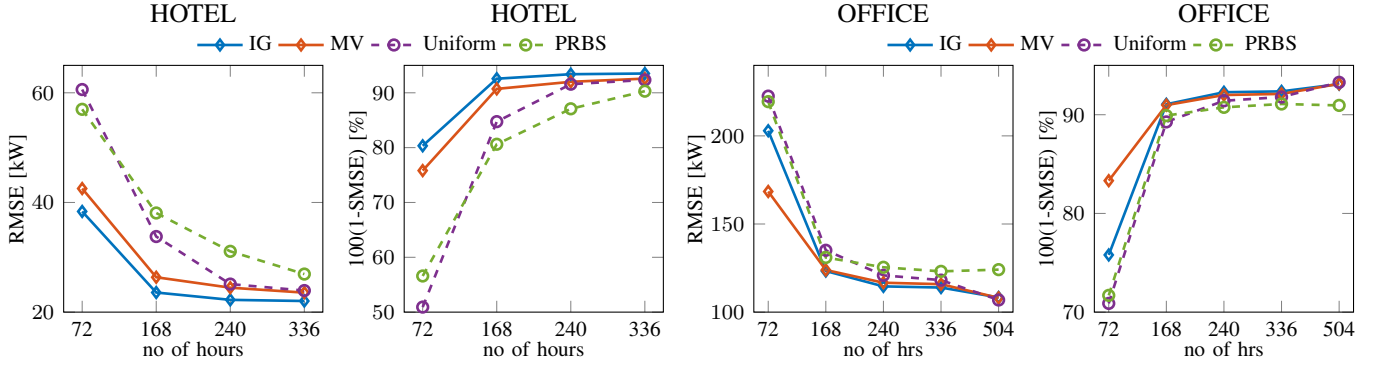 HOTEL
HOTEL
IG MV Uniform PRBS
RMSE [kW]
60
40
20
72 168 240 336
no of hours
100(1-SMSE) [%]
90
80
70
60
50
72 168 240 336
no of hours
OFFICE
OFFICE
IG MV Uniform PRBS
RMSE [kW]
200
150
100
72 168 240 336 504
no of hrs
100(1-SMSE) [%]
90
80
70
72 168 240 336 504
no of hrs